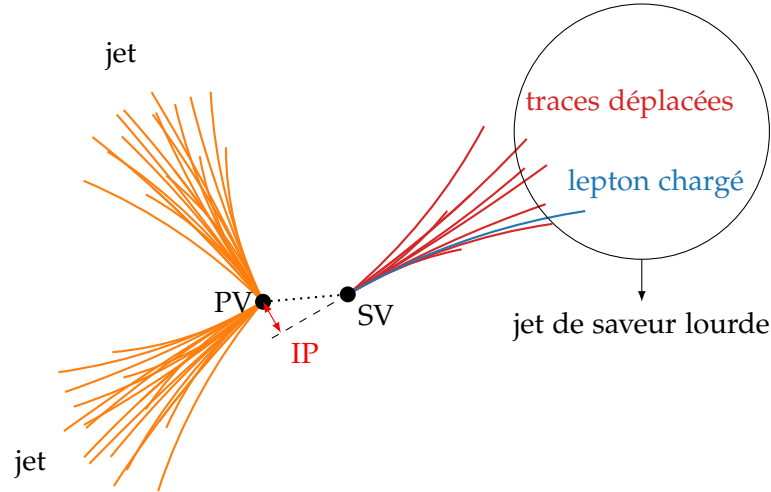 jet
traces déplacées
lepton chargé
PV
SV
jet de saveur lourde
IP
jet